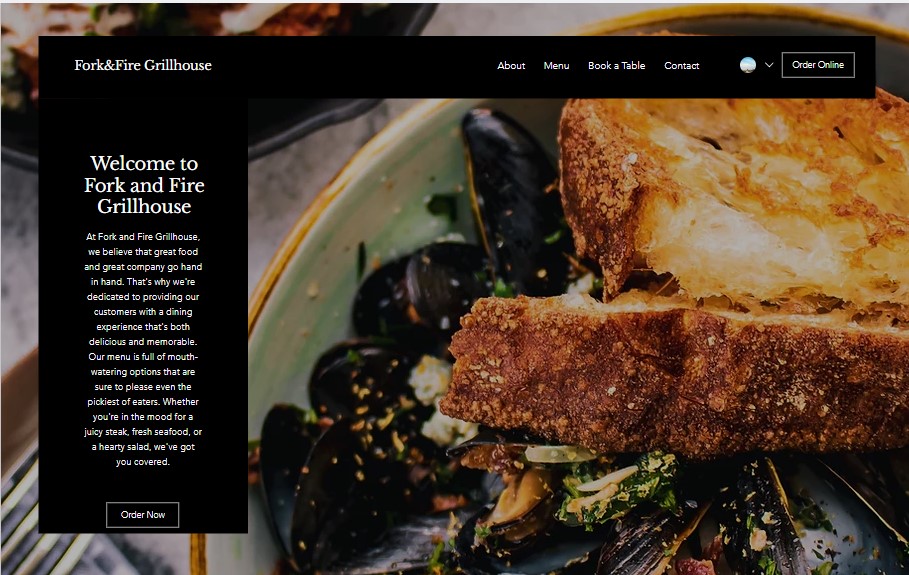 Fork&Fire Grillhouse
About Menu Book a Table Contact Order Online
Welcome to
Fork and Fire
Grillhouse
At Fork and Fire Grillhouse,
we believe that great food
and great company go hand
in hand. That's why we're
dedicated to providing our
customers with a dining
experience that's both
delicious and memorable.
Our menu is full of mouth-
watering options that are
sure to please even the
pickiest of eaters. Whether
you're in the mood for a
juicy steak, fresh seafood, or
a hearty salad, we've got
you covered.
Order Now